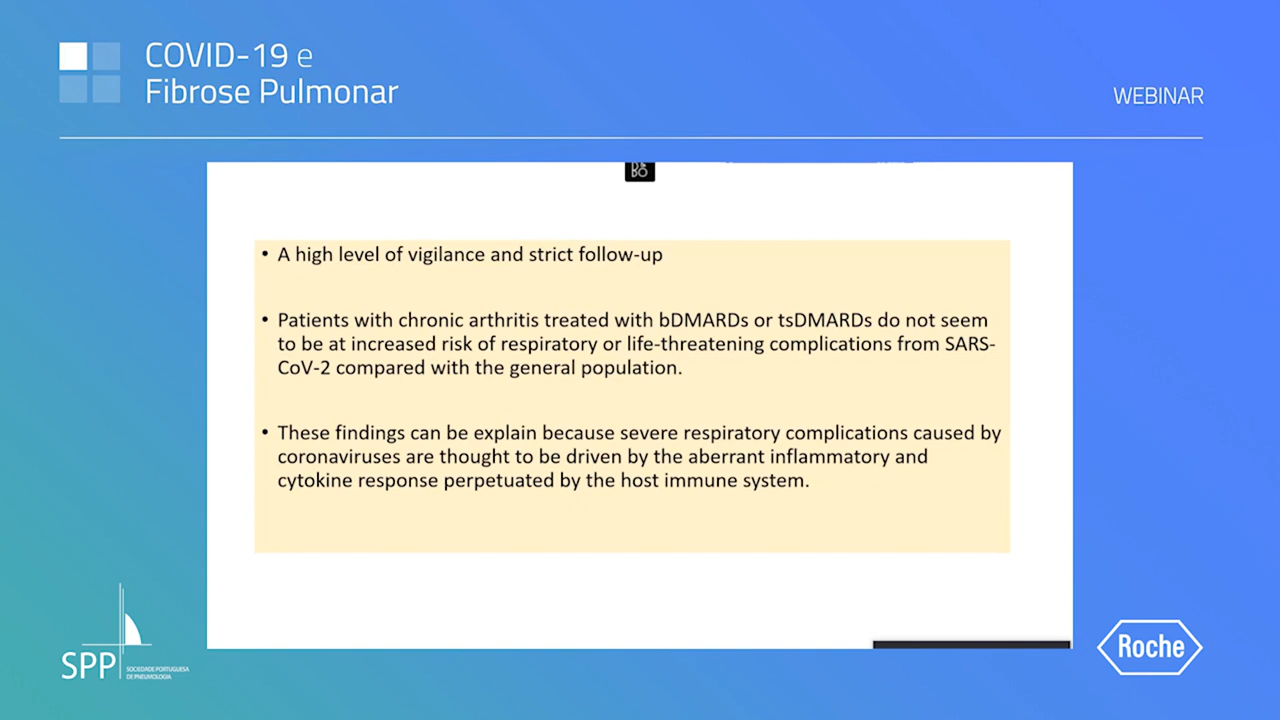 COVID-19 e
Fibrose Pulmonar
WEBINAR
• A high level of vigilance and strict follow-up
• Patients with chronic arthritis treated with bDMARDs or tsDMARDs do not seem
to be at increased risk of respiratory or life-threatening complications from SARS-
CoV-2 compared with the general population.
• These findings can be explain because severe respiratory complications caused by
coronaviruses are thought to be driven by the aberrant inflammatory and
cytokine response perpetuated by the host immune system.
SPP
SOCIEDADE PORTUGUESA
DE PNEUMOLOGIA
Roche